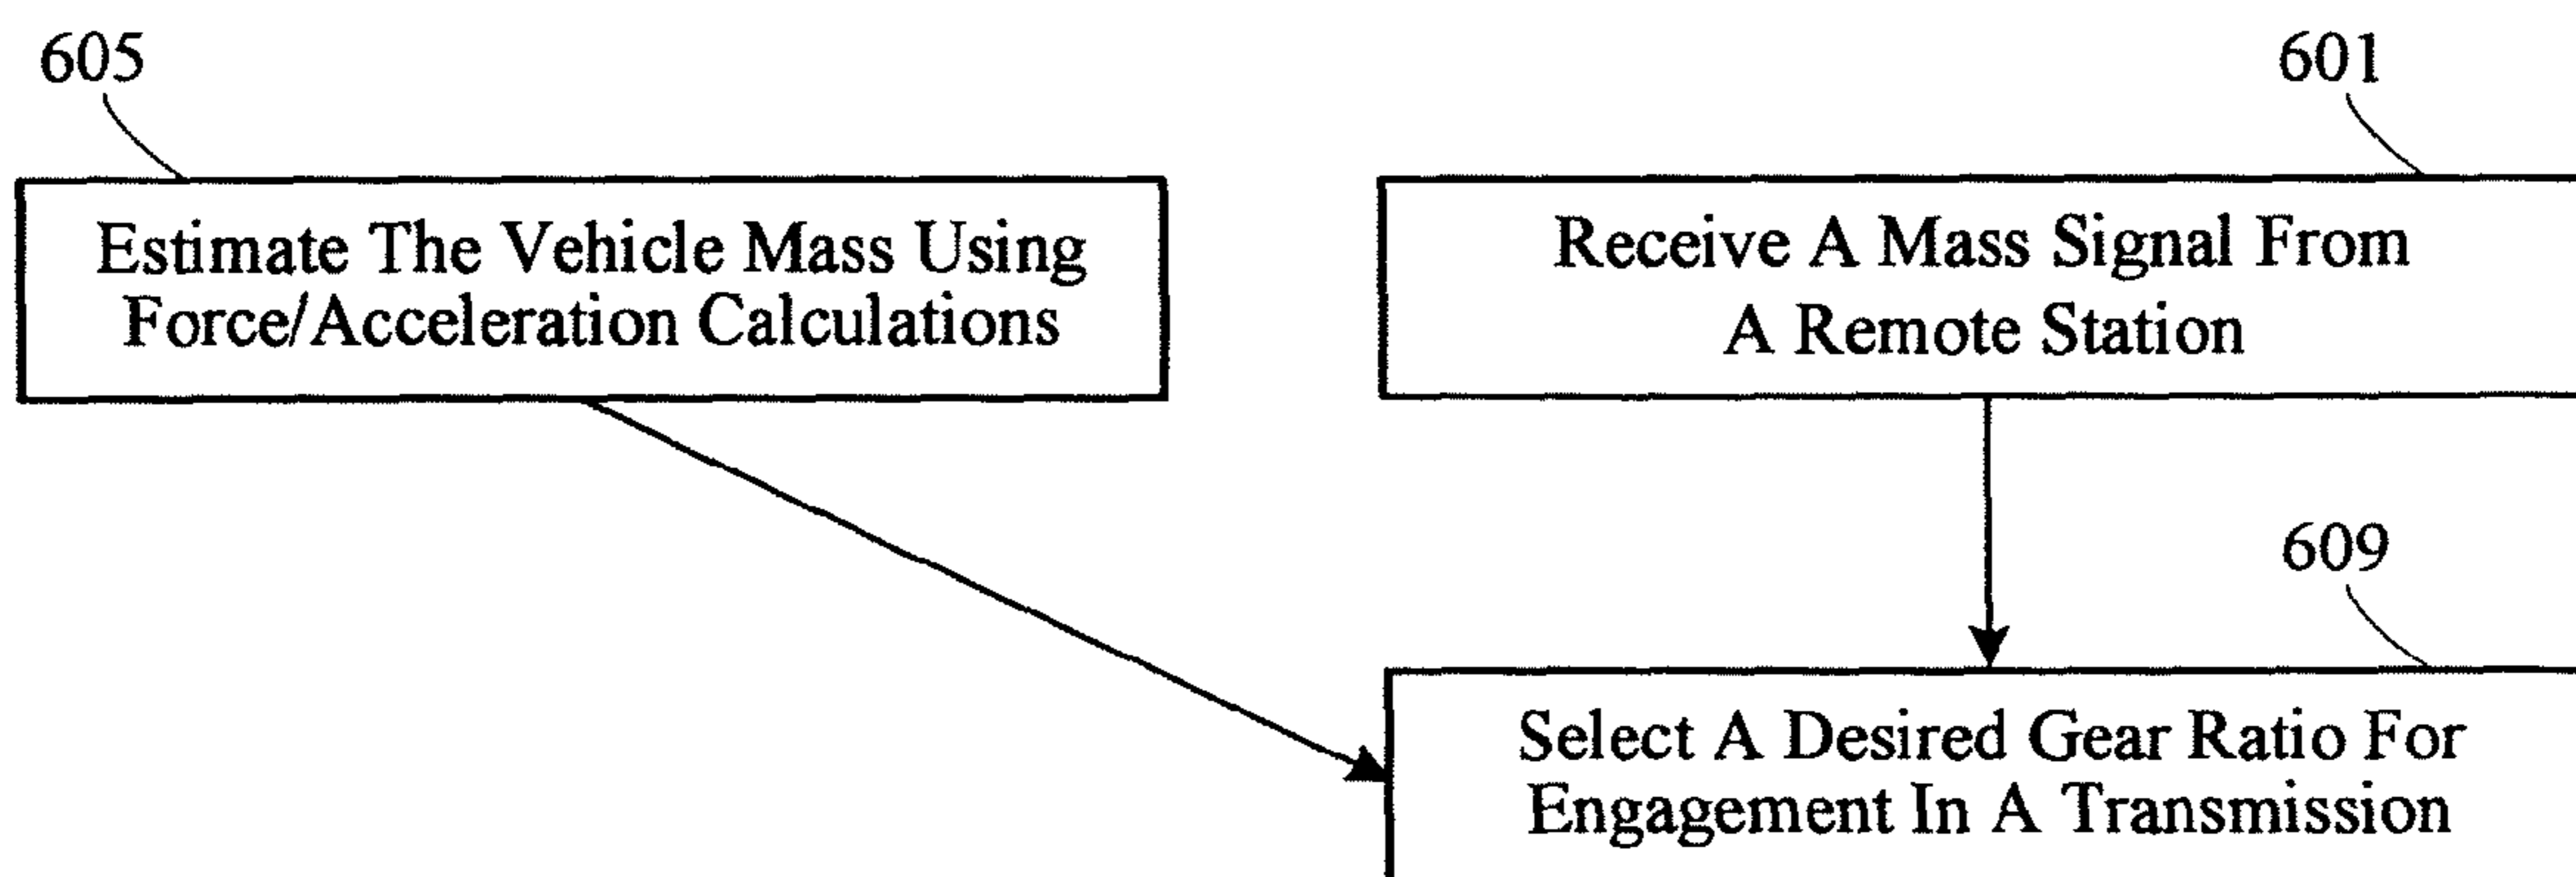 605
Estimate The Vehicle Mass Using
Force/Acceleration Calculations
601
Receive A Mass Signal From
A Remote Station
609
Select A Desired Gear Ratio For
Engagement In A Transmission